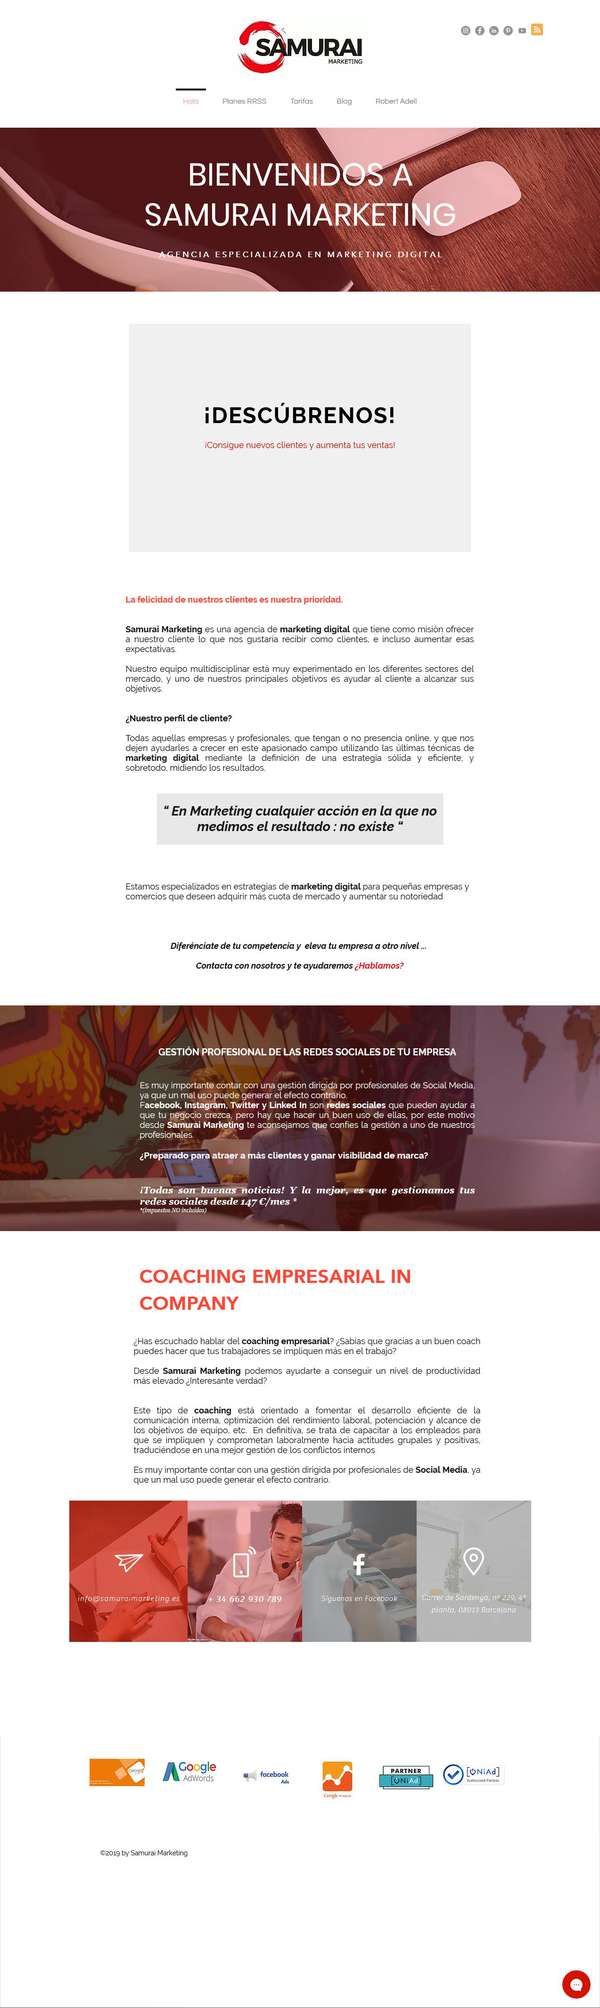 SAMURAI
MARKETING
Hola
Planes RRSS
Tarifas
Blog
Robert Adell
BIENVENIDOS A
SAMURAI MARKETING
AGENCIA ESPECIALIZADA EN MARKETING DIGITAL
¡DESCÚBRENOS!
¡Consigue nuevos clientes y aumenta tus ventas!
La felicidad de nuestros clientes es nuestra prioridad.
Samurai Marketing es una agencia de marketing digital que tiene como misión ofrecer
a nuestro cliente lo que nos gustaría recibir como clientes, e incluso aumentar esas
expectativas.
Nuestro equipo multidisciplinar está muy experimentado en los diferentes sectores del
mercado, y uno de nuestros principales objetivos es ayudar al cliente a alcanzar sus
objetivos.
¿Nuestro perfil de cliente?
Todas aquellas empresas y profesionales, que tengan o no presencia online, y que nos
dejen ayudarles a crecer en este apasionado campo utilizando las últimas técnicas de
marketing digital mediante la definición de una estrategia sólida y eficiente, y
sobretodo, midiendo los resultados.
“ En Marketing cualquier acción en la que no
medimos el resultado : no existe “
Estamos especializados en estrategias de marketing digital para pequeñas empresas y
comercios que deseen adquirir más cuota de mercado y aumentar su notoriedad
Diferénciate de tu competencia y eleva tu empresa a otro nivel ...
Contacta con nosotros y te ayudaremos ¿Hablamos?
GESTIÓN PROFESIONAL DE LAS REDES SOCIALES DE TU EMPRESA
Es muy importante contar con una gestión dirigida por profesionales de Social Media,
ya que un mal uso puede generar el efecto contrario.
Facebook, Instagram, Twitter y Linked In son redes sociales que pueden ayudar a
que tu negocio crezca, pero hay que hacer un buen uso de ellas, por este motivo
desde Samurai Marketing te aconsejamos que confíes la gestión a uno de nuestros
profesionales.
¿Preparado para atraer a más clientes y ganar visibilidad de marca?
¡Todas son buenas noticias! Y la mejor, es que gestionamos tus
redes sociales desde 147 €/mes *
*(Impuestos NO incluidos)
COACHING EMPRESARIAL IN
COMPANY
¿Has escuchado hablar del coaching empresarial? ¿Sabías que gracias a un buen coach
puedes hacer que tus trabajadores se impliquen más en el trabajo?
Desde Samurai Marketing podemos ayudarte a conseguir un nivel de productividad
más elevado ¿Interesante verdad?
Este tipo de coaching está orientado a fomentar el desarrollo eficiente de la
comunicación interna, optimización del rendimiento laboral, potenciación y alcance de
los objetivos de equipo, etc. En definitiva, se trata de capacitar a los empleados para
que se impliquen y comprometan laboralmente hacia actitudes grupales y positivas,
traduciéndose en una mejor gestión de los conflictos internos
Es muy importante contar con una gestión dirigida por profesionales de Social Media, ya
que un mal uso puede generar el efecto contrario.
info@samuraimarketing.es
+ 34 662 930 789
Síguenos en Facebook
Carrer de Sardenya, nº 229, 4ª
planta, 08013 Barcelona
Google
AdWords
facebook
Ads
Google Analytics
PARTNER
[UNiAd]
[UNiAd]
Authorized Partner
©2019 by Samurai Marketing